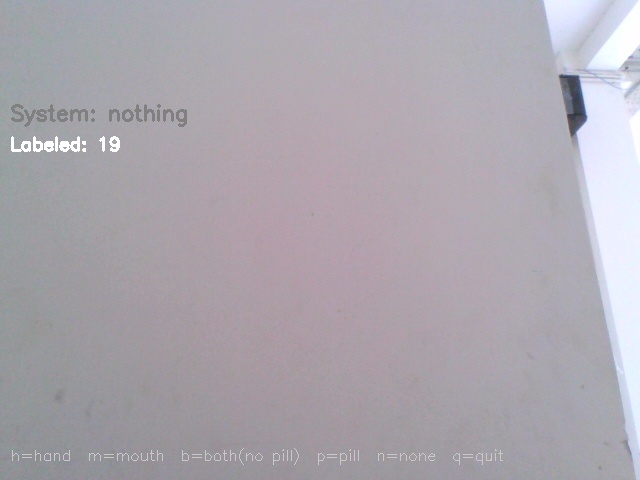 System: nothing
Labeled: 19
h=hand m=mouth b=both(no pill) p=pill n=none q=quit